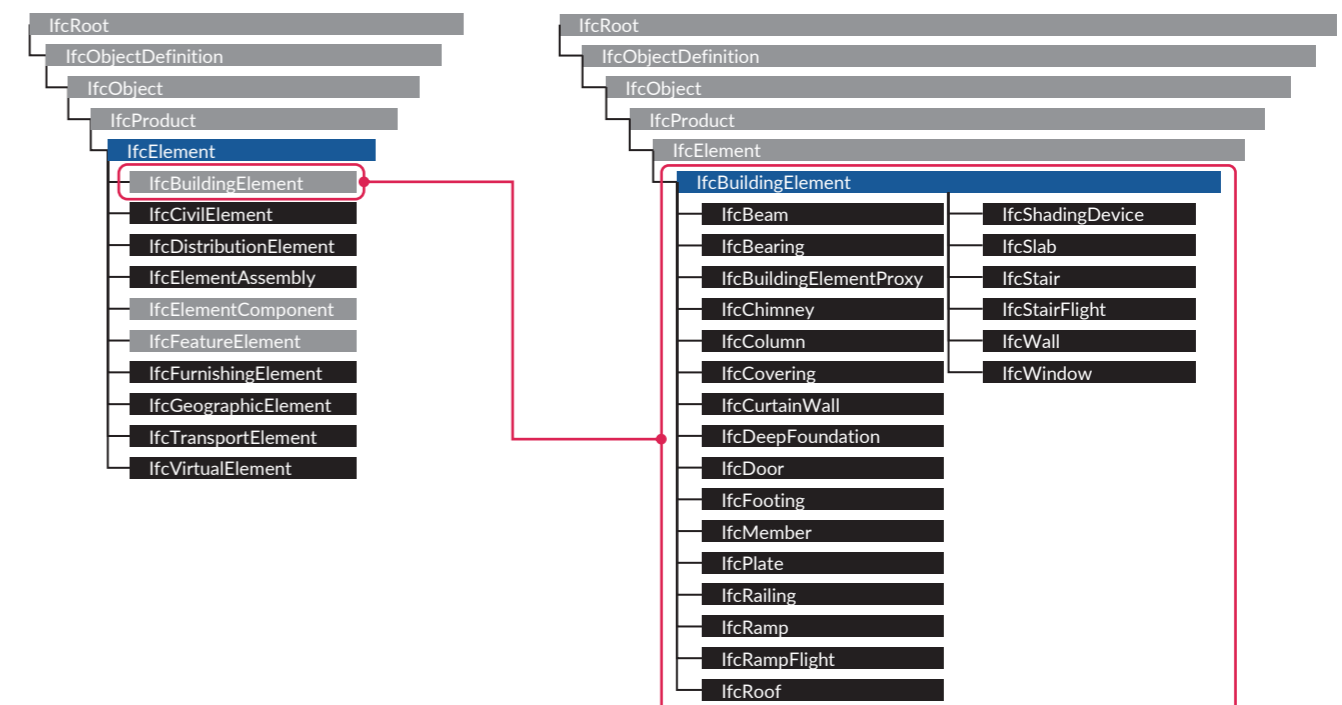 IfcRoot
IfcObjectDefinition
IfcObject
IfcProduct
IfcElement
IfcBuildingElement
IfcCivilElement
IfcDistributionElement
IfcElementAssembly
IfcElementComponent
IfcFeatureElement
IfcFurnishingElement
IfcGeographicElement
IfcTransportElement
IfcVirtualElement
IfcRoot
IfcObjectDefinition
IfcObject
IfcProduct
IfcElement
IfcBuildingElement
IfcBeam
IfcBearing
IfcBuildingElementProxy
IfcChimney
IfcColumn
IfcCovering
IfcCurtainWall
IfcDeepFoundation
IfcDoor
IfcFooting
IfcMember
IfcPlate
IfcRailing
IfcRamp
IfcRampFlight
IfcRoof
IfcShadingDevice
IfcSlab
IfcStair
IfcStairFlight
IfcWall
IfcWindow